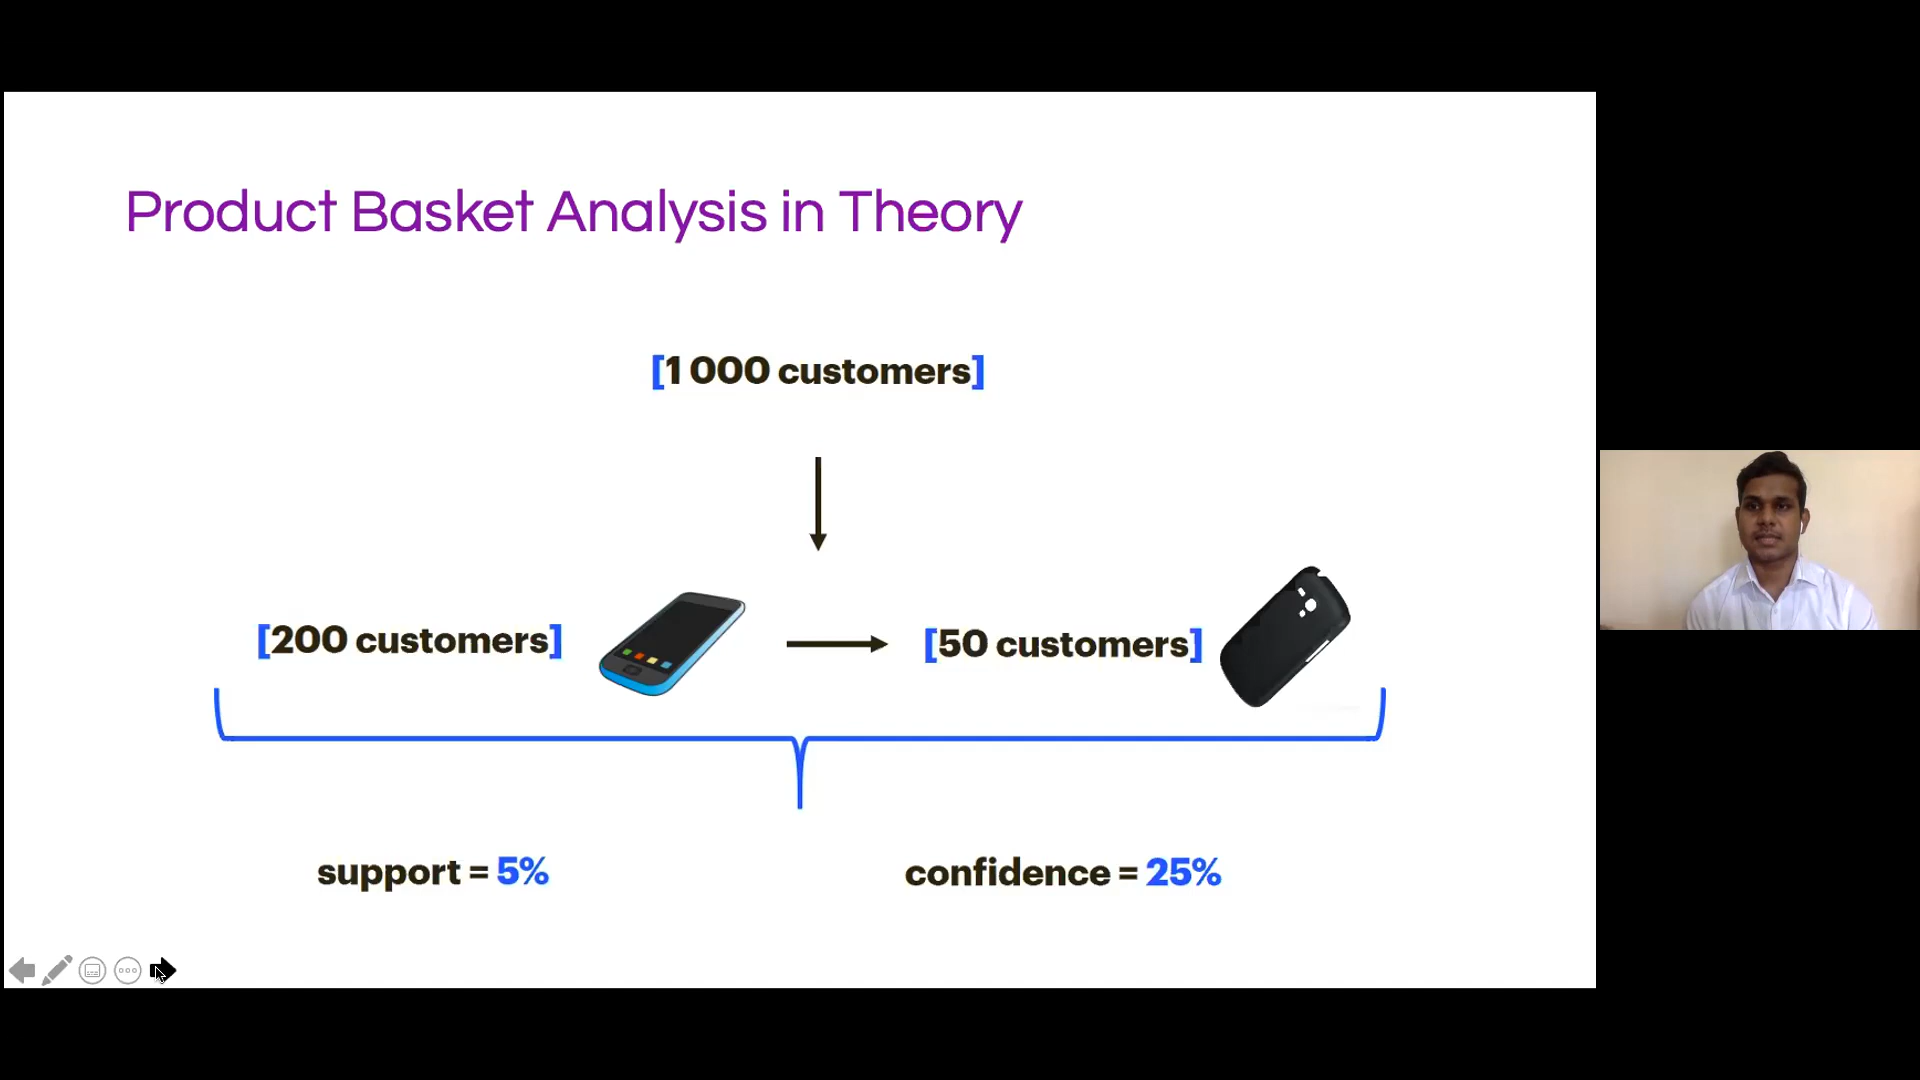 Product Basket Analysis in Theory
[1 000 customers]
[200 customers]
[50 customers]
support = 5%
confidence = 25%